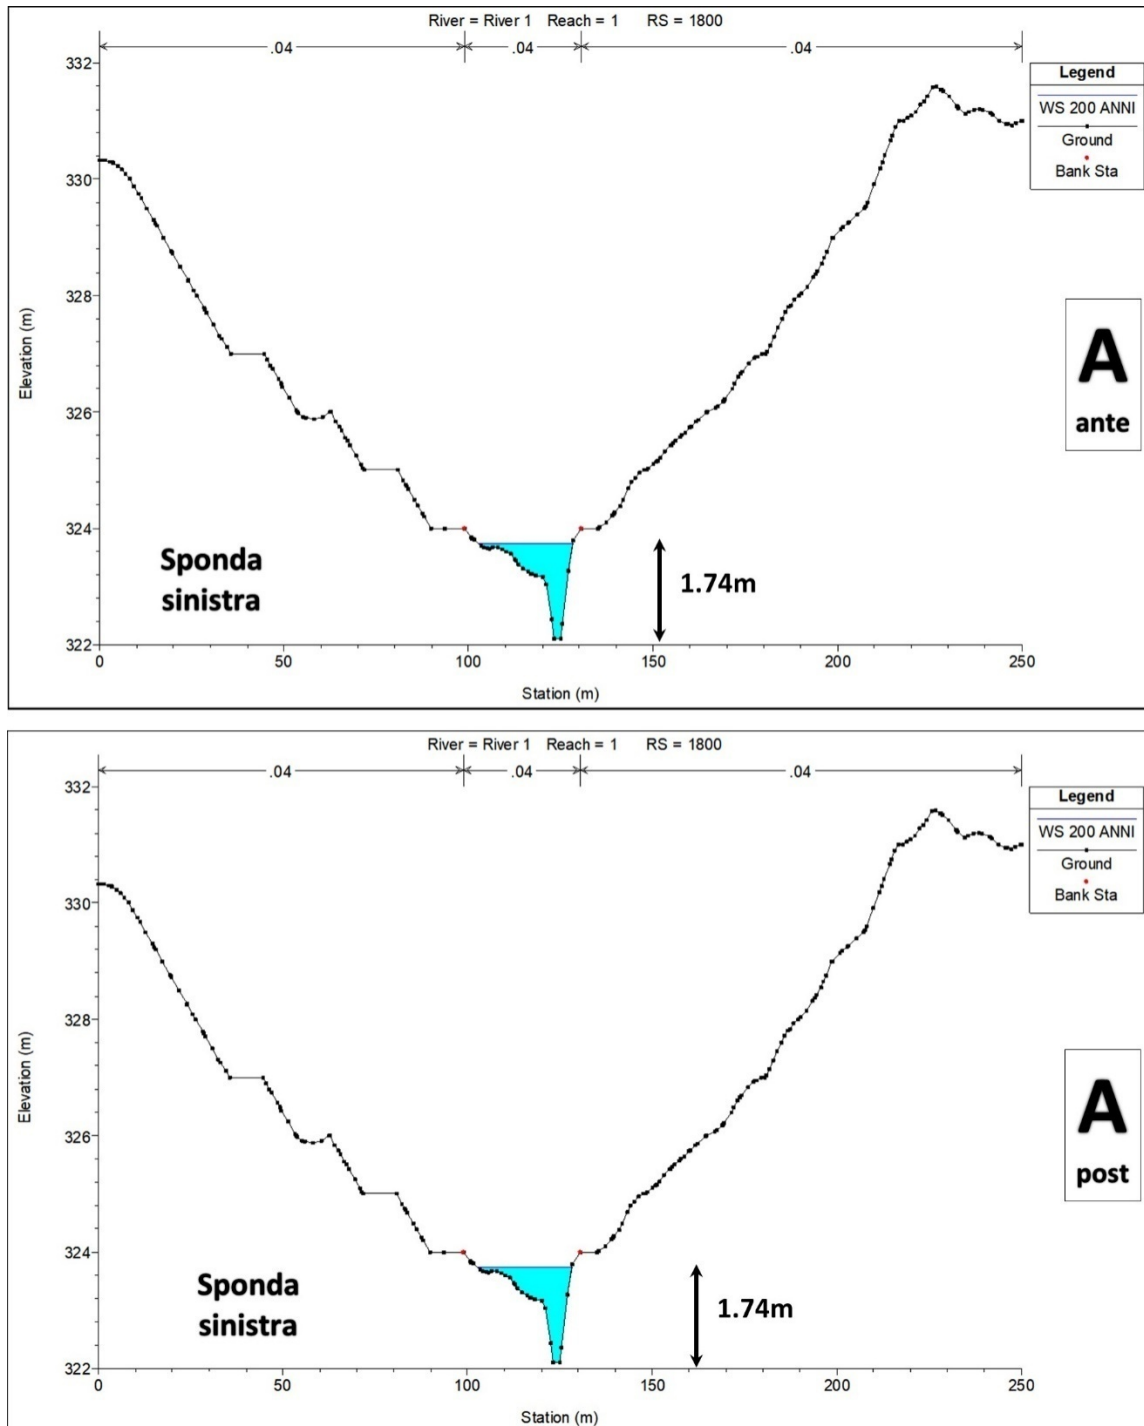 River = River 1 Reach = 1 RS = 1800
.04 .04 .04
Legend
WS 200 ANNI
Ground
Bank Sta
332
330
328
326
324
322
Elevation (m)
A
ante
Sponda
sinistra
1.74m
0 50 100 150 200 250
Station (m)
River = River 1 Reach = 1 RS = 1800
.04 .04 .04
Legend
WS 200 ANNI
Ground
Bank Sta
332
330
328
326
324
322
Elevation (m)
A
post
Sponda
sinistra
1.74m
0 50 100 150 200 250
Station (m)